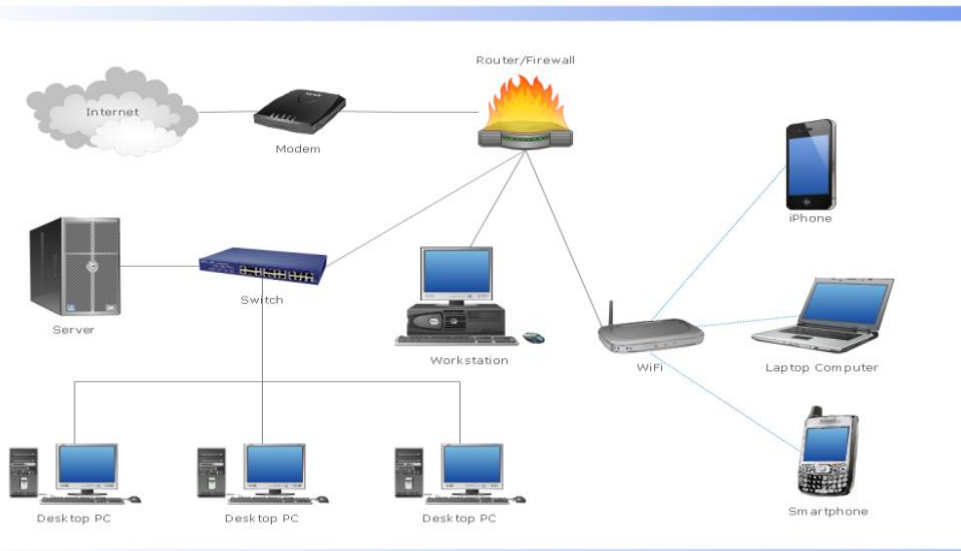 Router/Firewall
Internet
Modem
iPhone
Switch
Server
Workstation
WiFi
Laptop Computer
Desktop PC
Desktop PC
Desktop PC
Smartphone